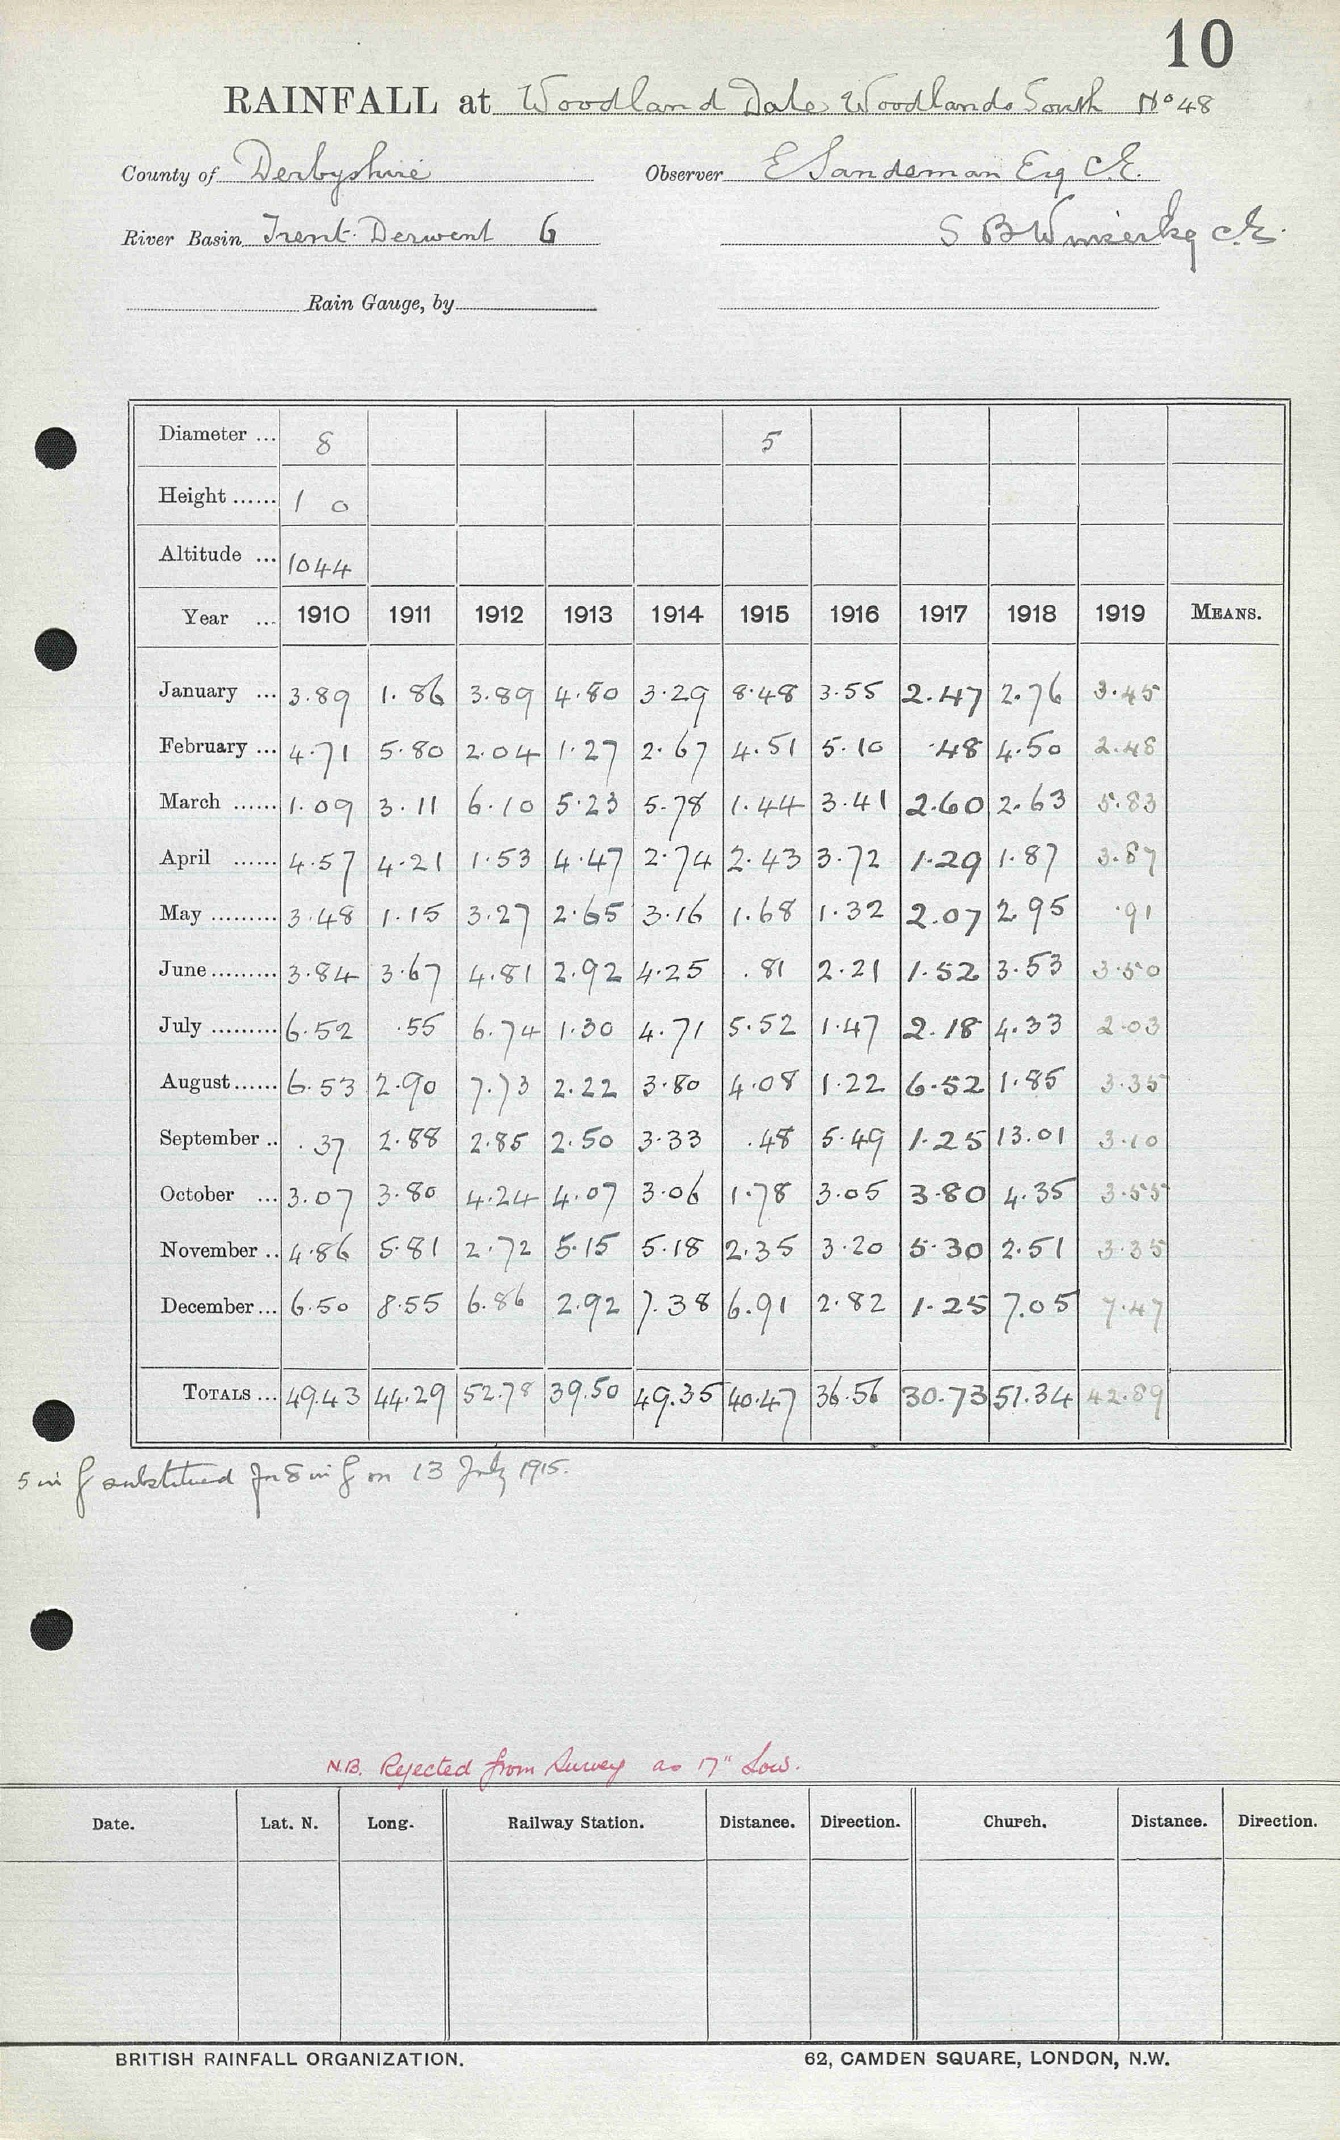 10
RAINFALL at Woodland Dale Woodlands South No 48
County of Derbyshire Observer E Sandeman Esq C.E.
River Basin Trent. Derwent 6 S B Winser Esq C.E.
Rain Gauge, by
Diameter ... 8 5
Height ...... 1 0
Altitude ... 1044
Year ... 1910 1911 1912 1913 1914 1915 1916 1917 1918 1919 MEANS.
January ... 3.89 1.86 3.89 4.80 3.29 8.48 3.55 2.47 2.76 3.45
February ... 4.71 5.80 2.04 1.27 2.67 4.51 5.10 .48 4.50 2.48
March ...... 1.09 3.11 6.10 5.23 5.78 1.44 3.41 2.60 2.63 5.83
April ...... 4.57 4.21 1.53 4.47 2.74 2.43 3.72 1.29 1.87 3.87
May ......... 3.48 1.15 3.27 2.65 3.16 1.68 1.32 2.07 2.95 .91
June ......... 3.84 3.67 4.81 2.92 4.25 .81 2.21 1.52 3.53 3.50
July ......... 6.52 .55 6.74 1.30 4.71 5.52 1.47 2.18 4.33 2.03
August ...... 6.53 2.90 7.73 2.22 3.80 4.08 1.22 6.52 1.85 3.35
September .. .37 2.88 2.85 2.50 3.33 .48 5.49 1.25 13.01 3.10
October ... 3.07 3.80 4.24 4.07 3.06 1.78 3.05 3.80 4.35 3.55
November .. 4.86 5.81 2.72 5.15 5.18 2.35 3.20 5.30 2.51 3.35
December ... 6.50 8.55 6.86 2.92 7.38 6.91 2.82 1.25 7.05 7.47
TOTALS ... 49.43 44.29 52.78 39.50 49.35 40.47 36.56 30.73 51.34 42.89
5 in g substitued for 8 in g on 13 July 1915.
N.B. Rejected from Survey as 17" Low.
Date. Lat. N. Long. Railway Station. Distance. Direction. Church. Distance. Direction.
BRITISH RAINFALL ORGANIZATION. 62, CAMDEN SQUARE, LONDON, N.W.